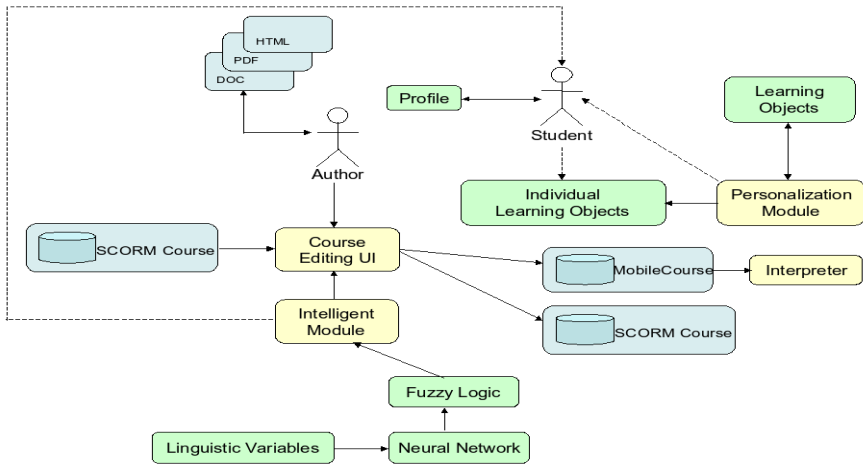 HTML
PDF
DOC
Profile
Student
Learning
Objects
Author
Individual
Learning Objects
Personalization
Module
SCORM Course
Course
Editing UI
MobileCourse
Interpreter
Intelligent
Module
SCORM Course
Fuzzy Logic
Linguistic Variables
Neural Network